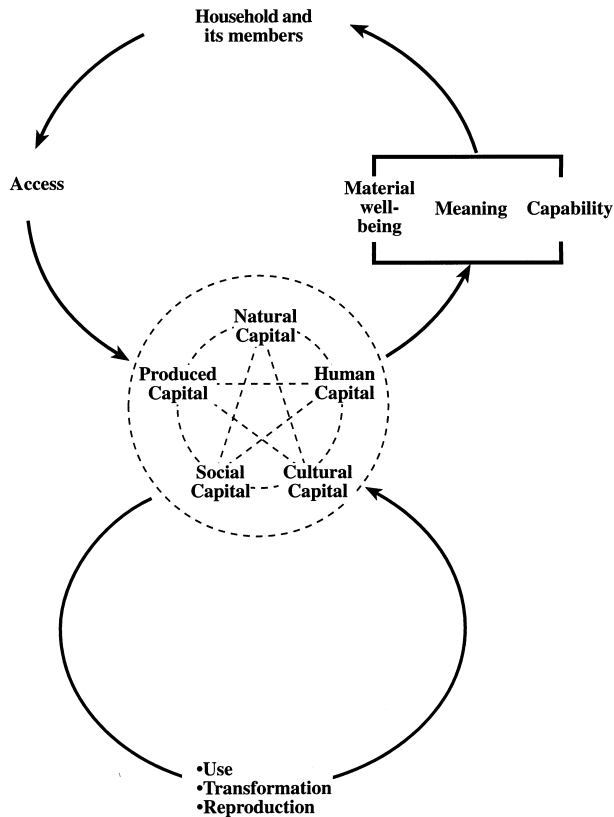 Household and
its members
Access
Material
well-
being
Meaning
Capability
Natural
Capital
Produced
Capital
Human
Capital
Social
Capital
Cultural
Capital
•Use
•Transformation
•Reproduction